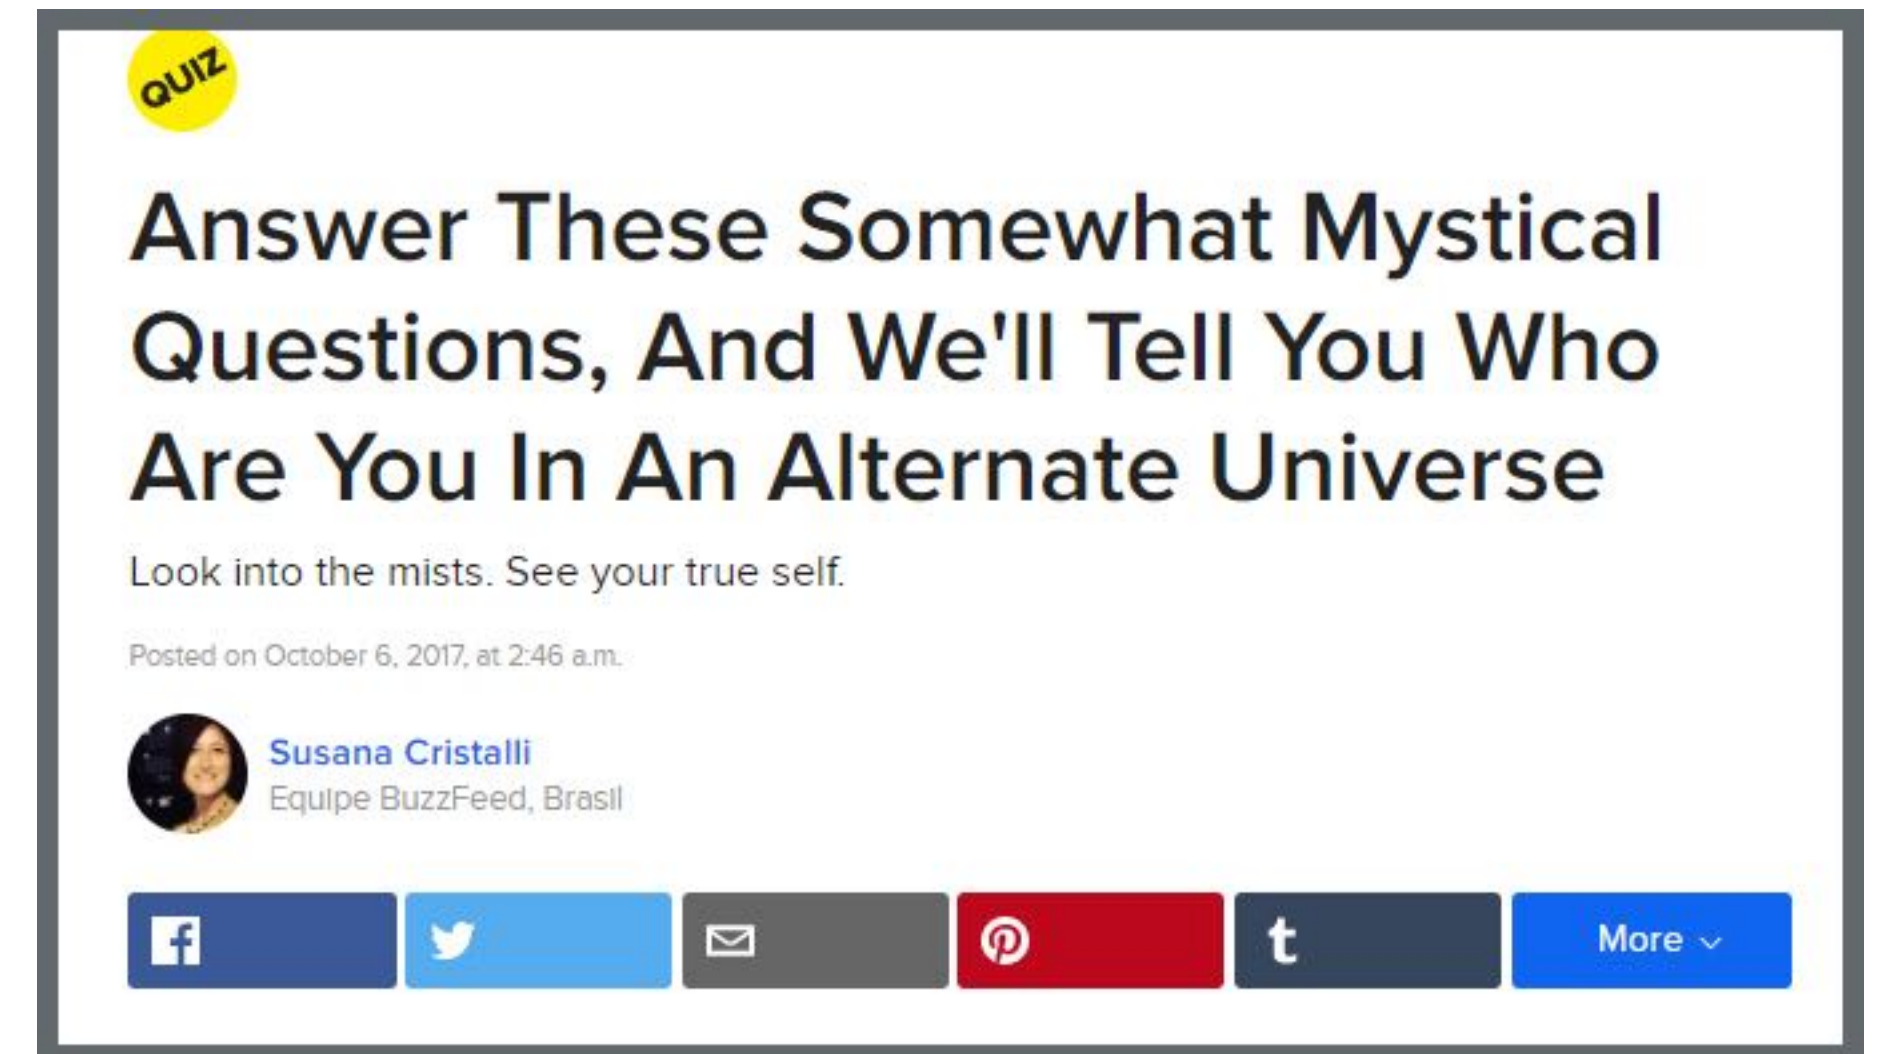 QUIZ
Answer These Somewhat Mystical
Questions, And We'll Tell You Who
Are You In An Alternate Universe
Look into the mists. See your true self.
Posted on October 6, 2017, at 2:46 a.m.
Susana Cristalli
Equipe BuzzFeed, Brasil
More